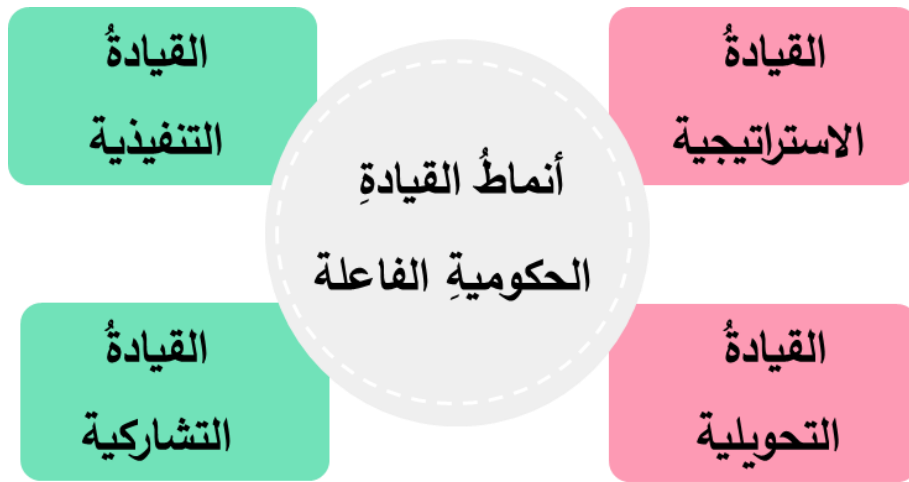 أنماطُ القيادةِ
الحكوميةِ الفاعلة
القيادةُ
الاستراتيجية
القيادةُ
التنفيذية
القيادةُ
التحويلية
القيادةُ
التشاركية